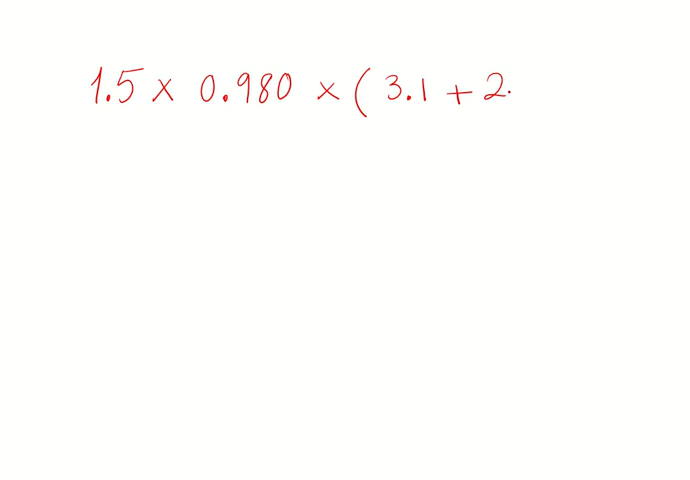 1.5 × 0.980 × ( 3.1 + 2.